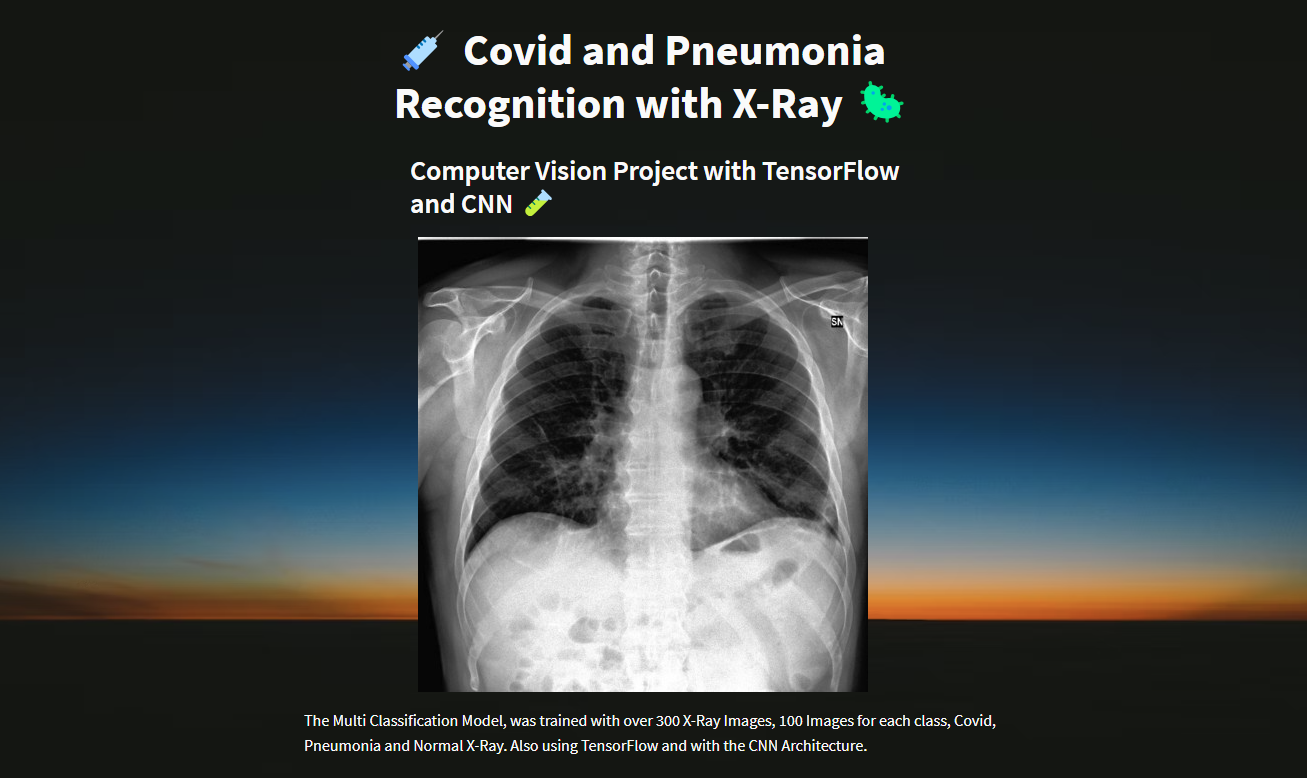 Covid and Pneumonia
Recognition with X-Ray
Computer Vision Project with TensorFlow
and CNN
SN
The Multi Classification Model, was trained with over 300 X-Ray Images, 100 Images for each class, Covid,
Pneumonia and Normal X-Ray. Also using TensorFlow and with the CNN Architecture.